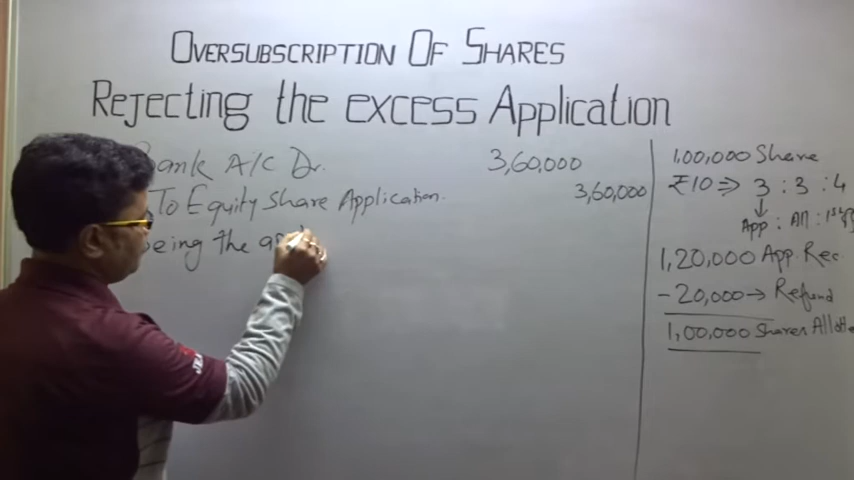 OVERSUBSCRIPTION OF SHARES
REJECTING the EXCESS Application
Bank A/C Dr. 3,60,000
To Equity Share Application. 3,60,000
Being the
1,00,000 Share
₹10 ⇒ 3 : 3 : 4
App : All : 1st
1,20,000 App. Rec
- 20,000 → Refund
1,00,000 Shares